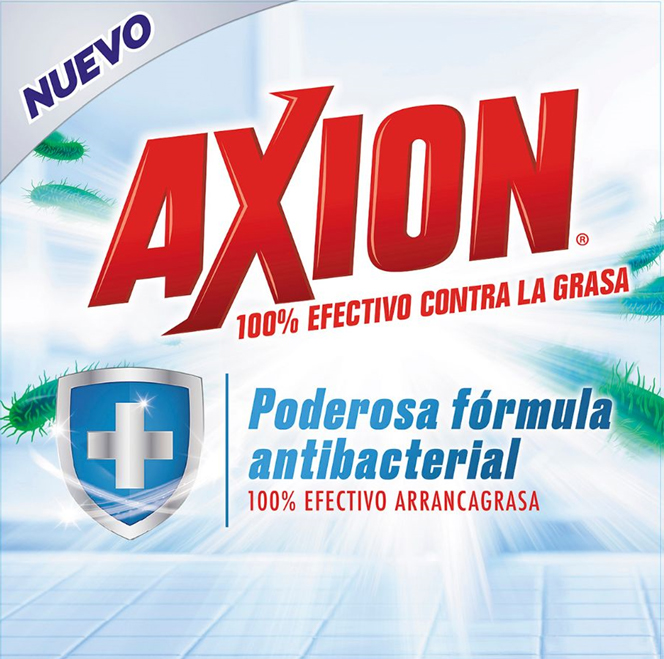 NUEVO
AXION®
100% EFECTIVO CONTRA LA GRASA
Poderosa fórmula
antibacterial
100% EFECTIVO ARRANCAGRASA